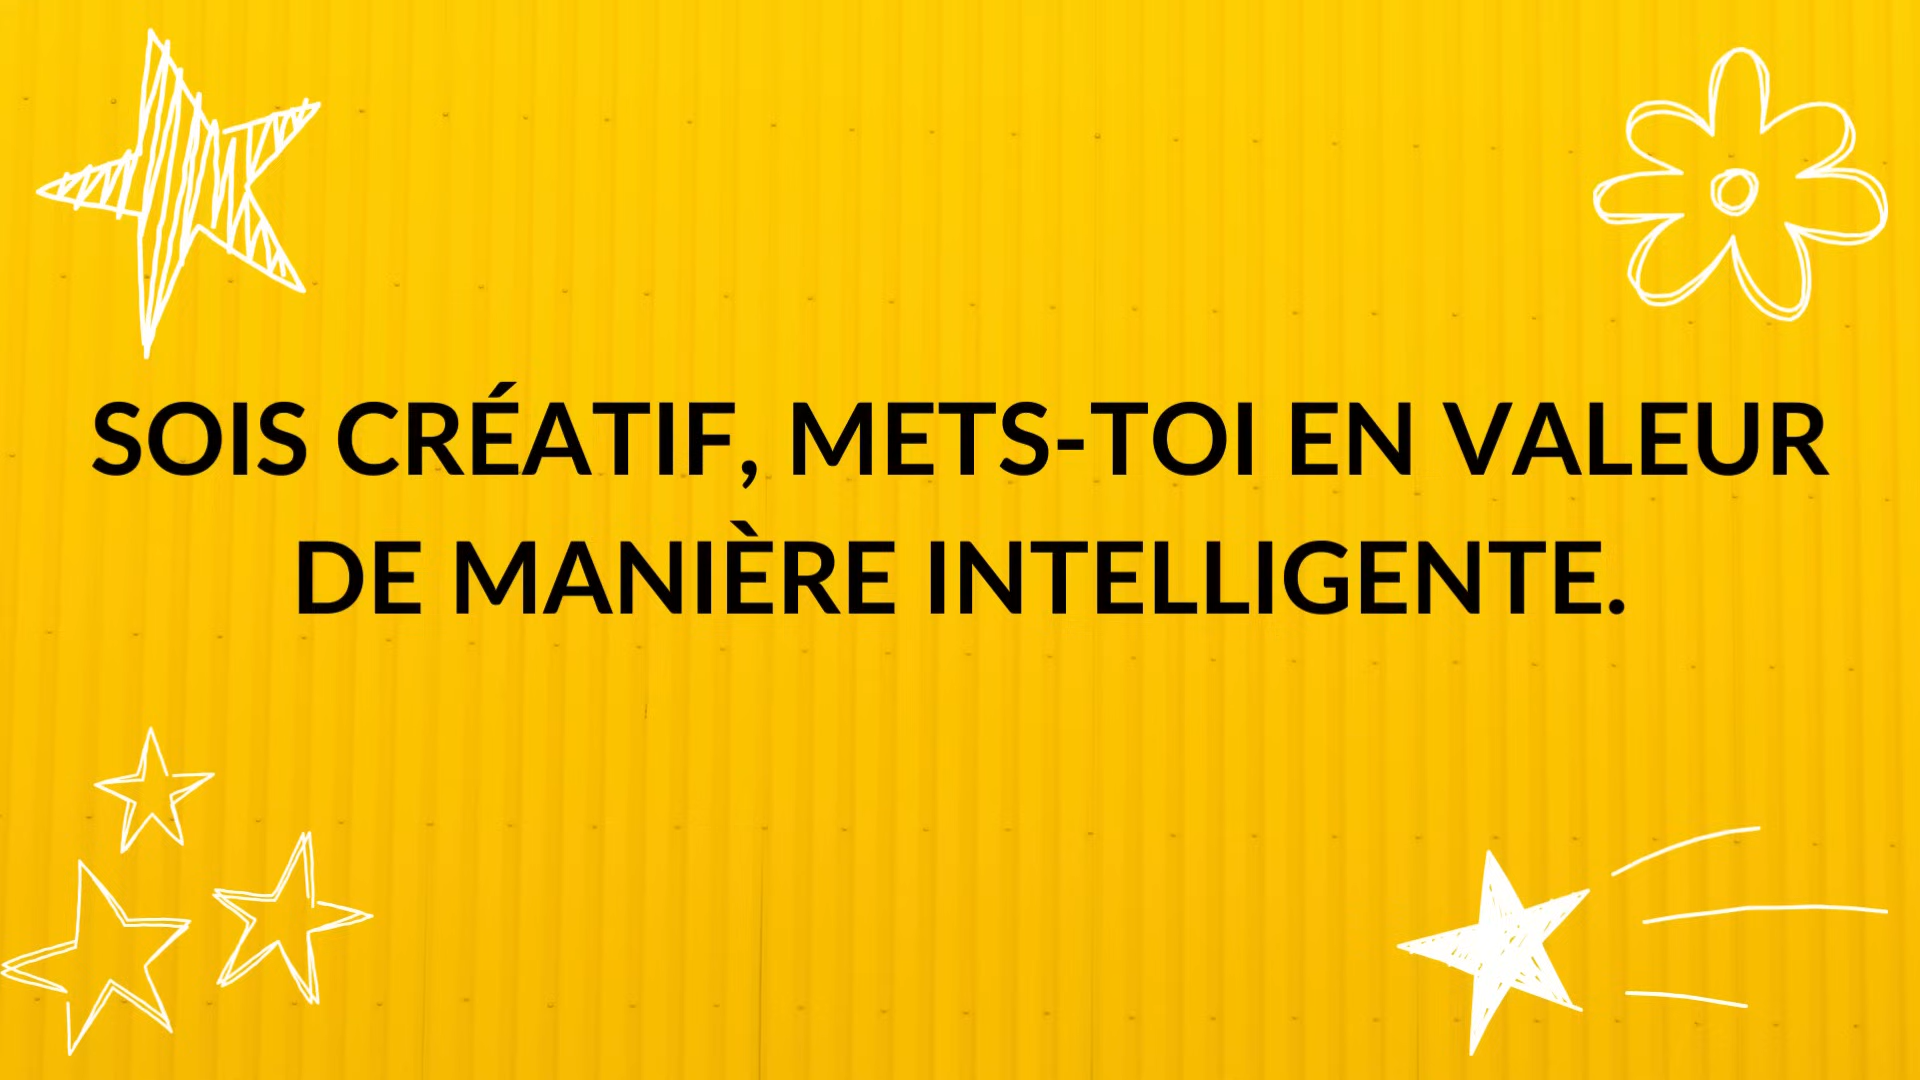 SOIS CRÉATIF, METS-TOI EN VALEUR
DE MANIÈRE INTELLIGENTE.